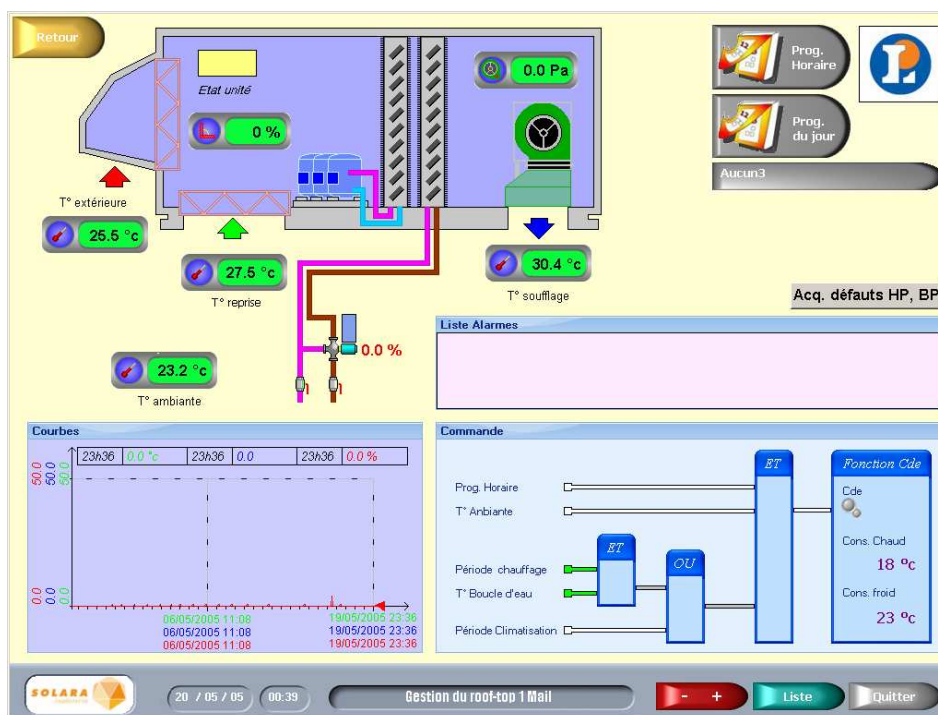 Retour
Etat unité
0 %
0.0 Pa
Prog. Horaire
Prog. du jour
Aucun3
T° extérieure
25.5 °c
27.5 °c
T° reprise
30.4 °c
T° soufflage
Acq. défauts HP, BP
0.0 %
23.2 °c
T° ambiante
Liste Alarmes
Courbes
23h36 0.0 °c 23h36 0.0 23h36 0.0 %
50.0 50.0 50.0
0.0 0.0 0.0
06/05/2005 11:08 19/05/2005 23:36
06/05/2005 11:08 19/05/2005 23:36
06/05/2005 11:08 19/05/2005 23:36
Commande
Prog. Horaire
T° Anbiante
Période chauffage
T° Boucle d'eau
Période Climatisation
ET
OU
ET
Fonction Cde
Cde
Cons. Chaud
18 °c
Cons. froid
23 °c
SOLARA
20 / 05 / 05 00:39 Gestion du roof-top 1 Mail - + Liste Quitter